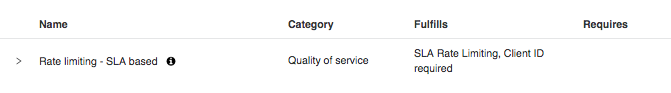 Name Category Fulfills Requires
Rate limiting - SLA based Quality of service SLA Rate Limiting, Client ID
required